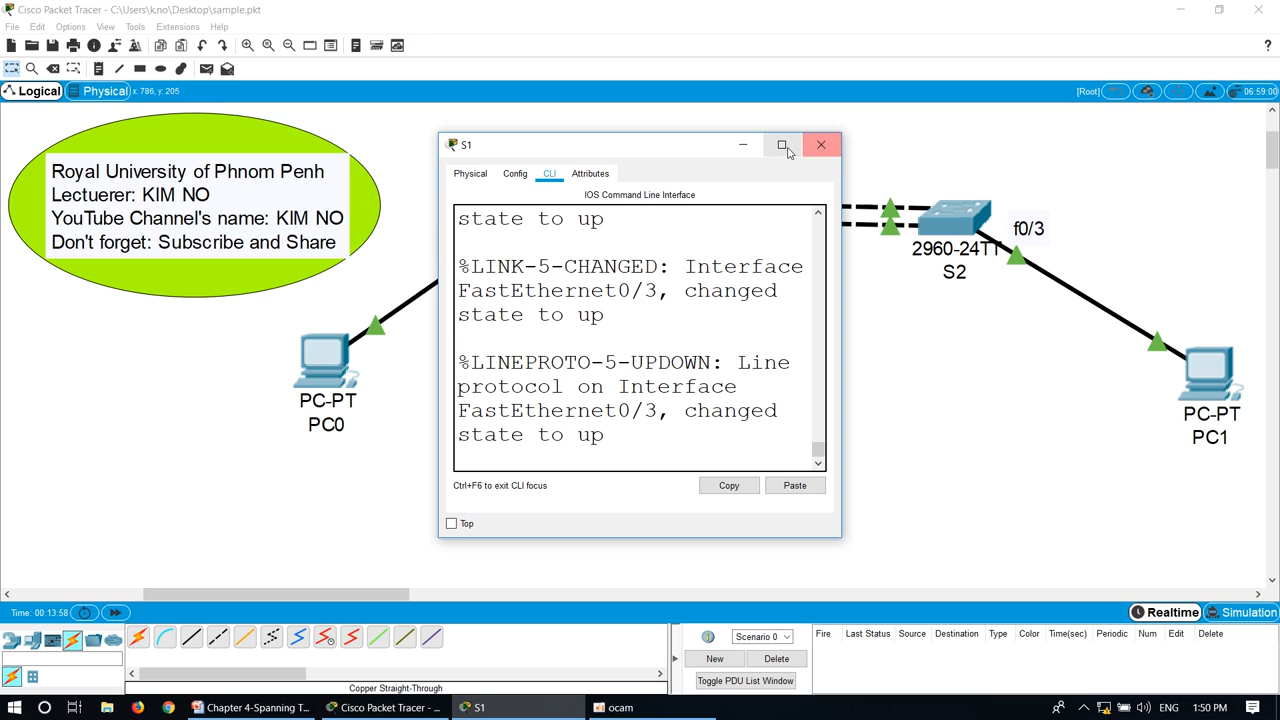 Cisco Packet Tracer - C:\Users\k.no\Desktop\sample.pkt
File Edit Options View Tools Extensions Help
?
Logical Physical x: 786, y: 205 [Root] 06:59:00
Royal University of Phnom Penh
Lectuerer: KIM NO
YouTube Channel's name: KIM NO
Don't forget: Subscribe and Share
PC-PT
PC0
S1
Physical Config CLI Attributes
IOS Command Line Interface
state to up
%LINK-5-CHANGED: Interface
FastEthernet0/3, changed
state to up
%LINEPROTO-5-UPDOWN: Line
protocol on Interface
FastEthernet0/3, changed
state to up
Ctrl+F6 to exit CLI focus
Copy Paste
Top
f0/3
2960-24TT
S2
PC-PT
PC1
Time: 00:13:58 Realtime Simulation
Scenario 0
New Delete
Toggle PDU List Window
Fire Last Status Source Destination Type Color Time(sec) Periodic Num Edit Delete
Copper Straight-Through
Chapter 4-Spanning T... Cisco Packet Tracer - ... S1 ocam ENG 1:50 PM